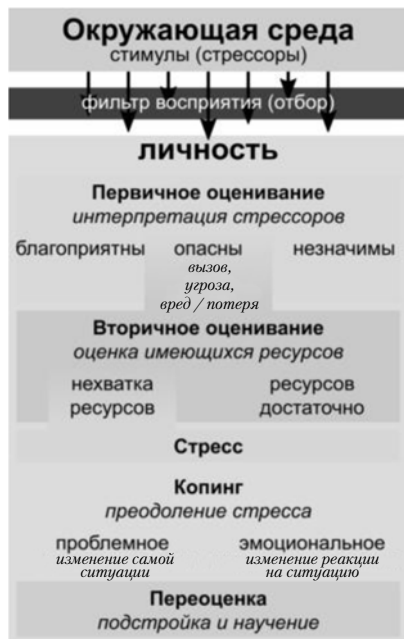 Окружающая среда
стимулы (стрессоры)
фильтр восприятия (отбор)
личность
Первичное оценивание
интерпретация стрессоров
благоприятны опасны незначимы
вызов,
угроза,
вред / потеря
Вторичное оценивание
оценка имеющихся ресурсов
нехватка ресурсов
ресурсов достаточно
Стресс
Копинг
преодоление стресса
проблемное эмоциональное
изменение самой изменение реакции
ситуации на ситуацию
Переоценка
подстройка и научение